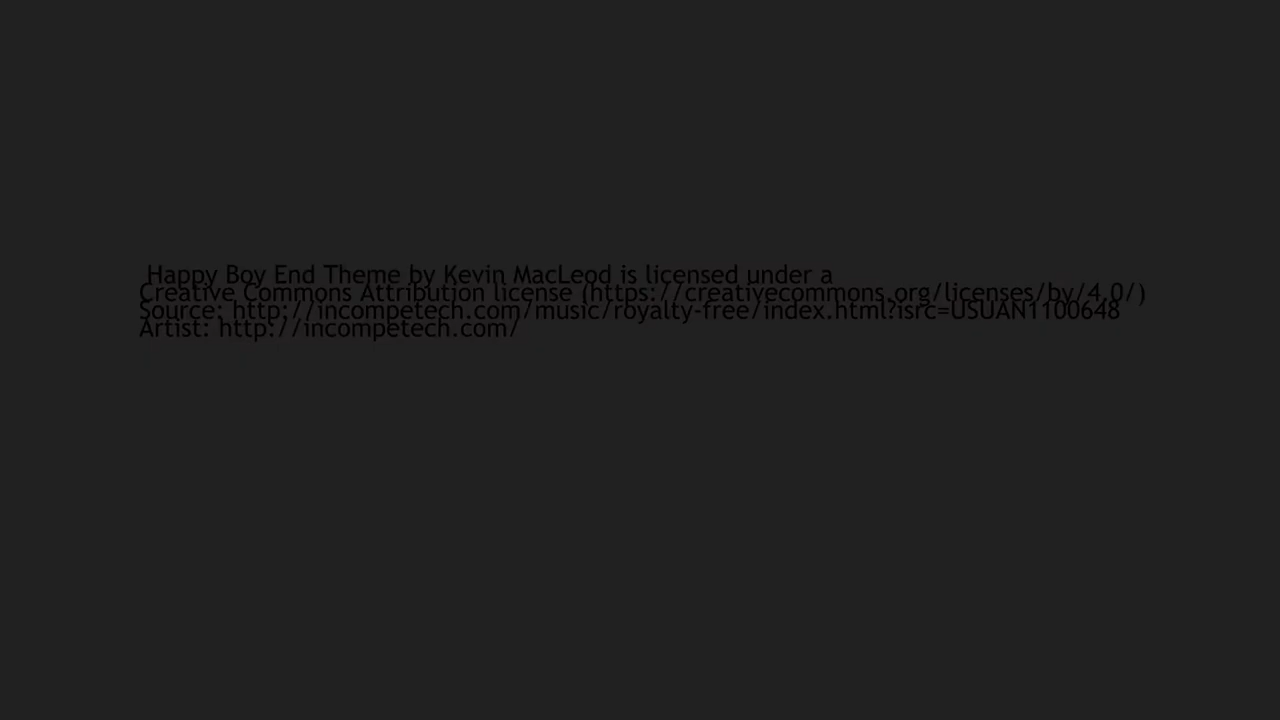 Happy Boy End Theme by Kevin MacLeod is licensed under a
Creative Commons Attribution license (https://creativecommons.org/licenses/by/4.0/)
Source: http://incompetech.com/music/royalty-free/index.html?isrc=USUAN1100648
Artist: http://incompetech.com/